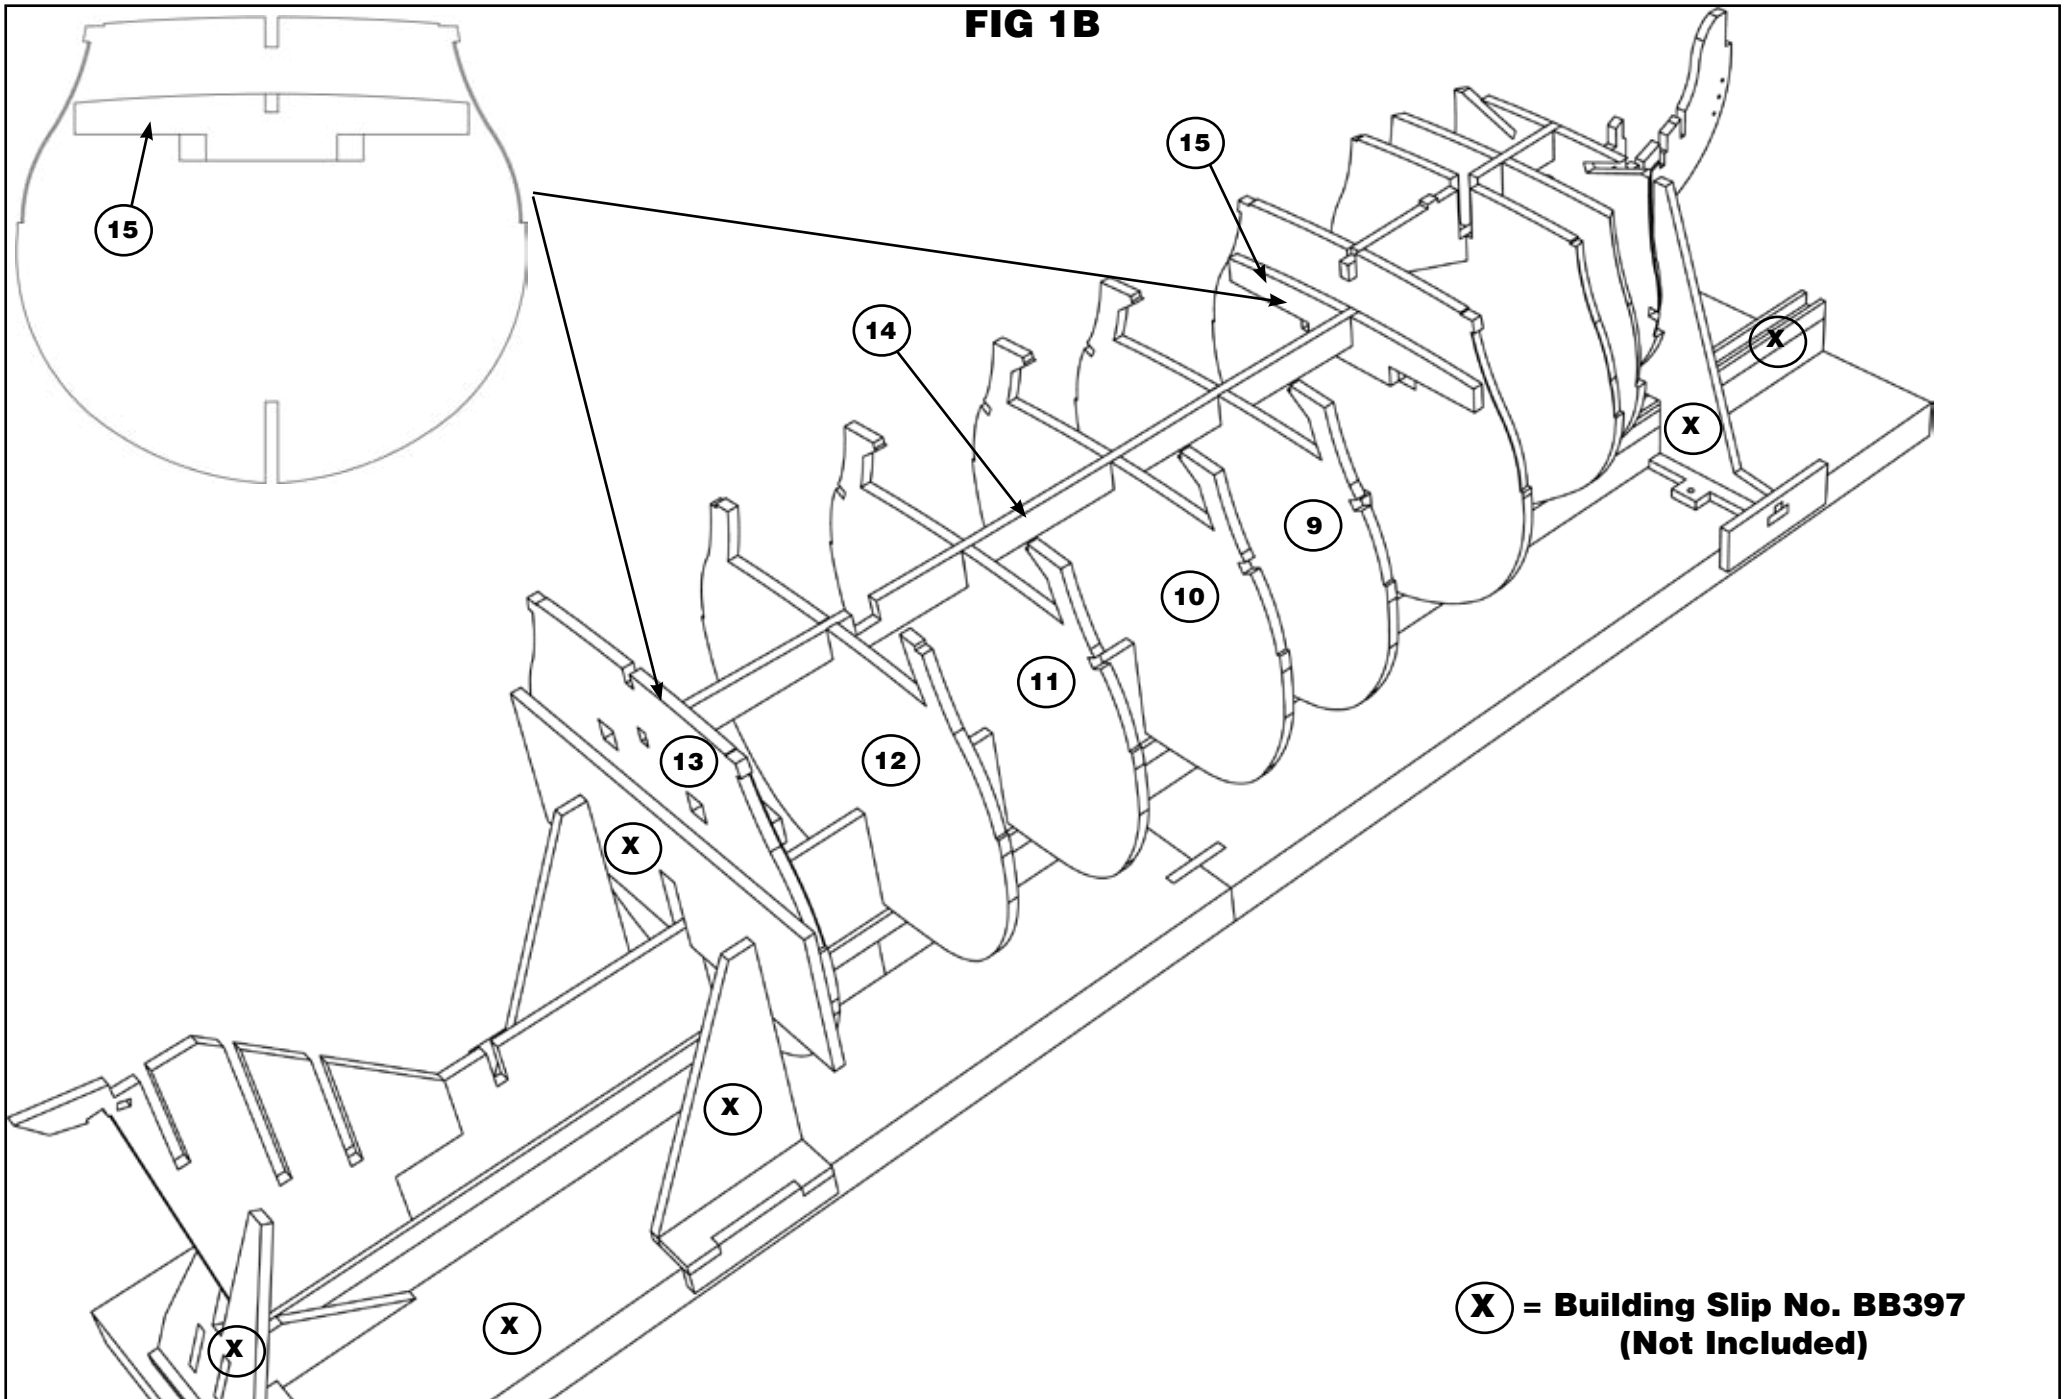 FIG 1B
15
15
14
9
10
11
12
13
X
X
X
X
X
X
X = Building Slip No. BB397
(Not Included)